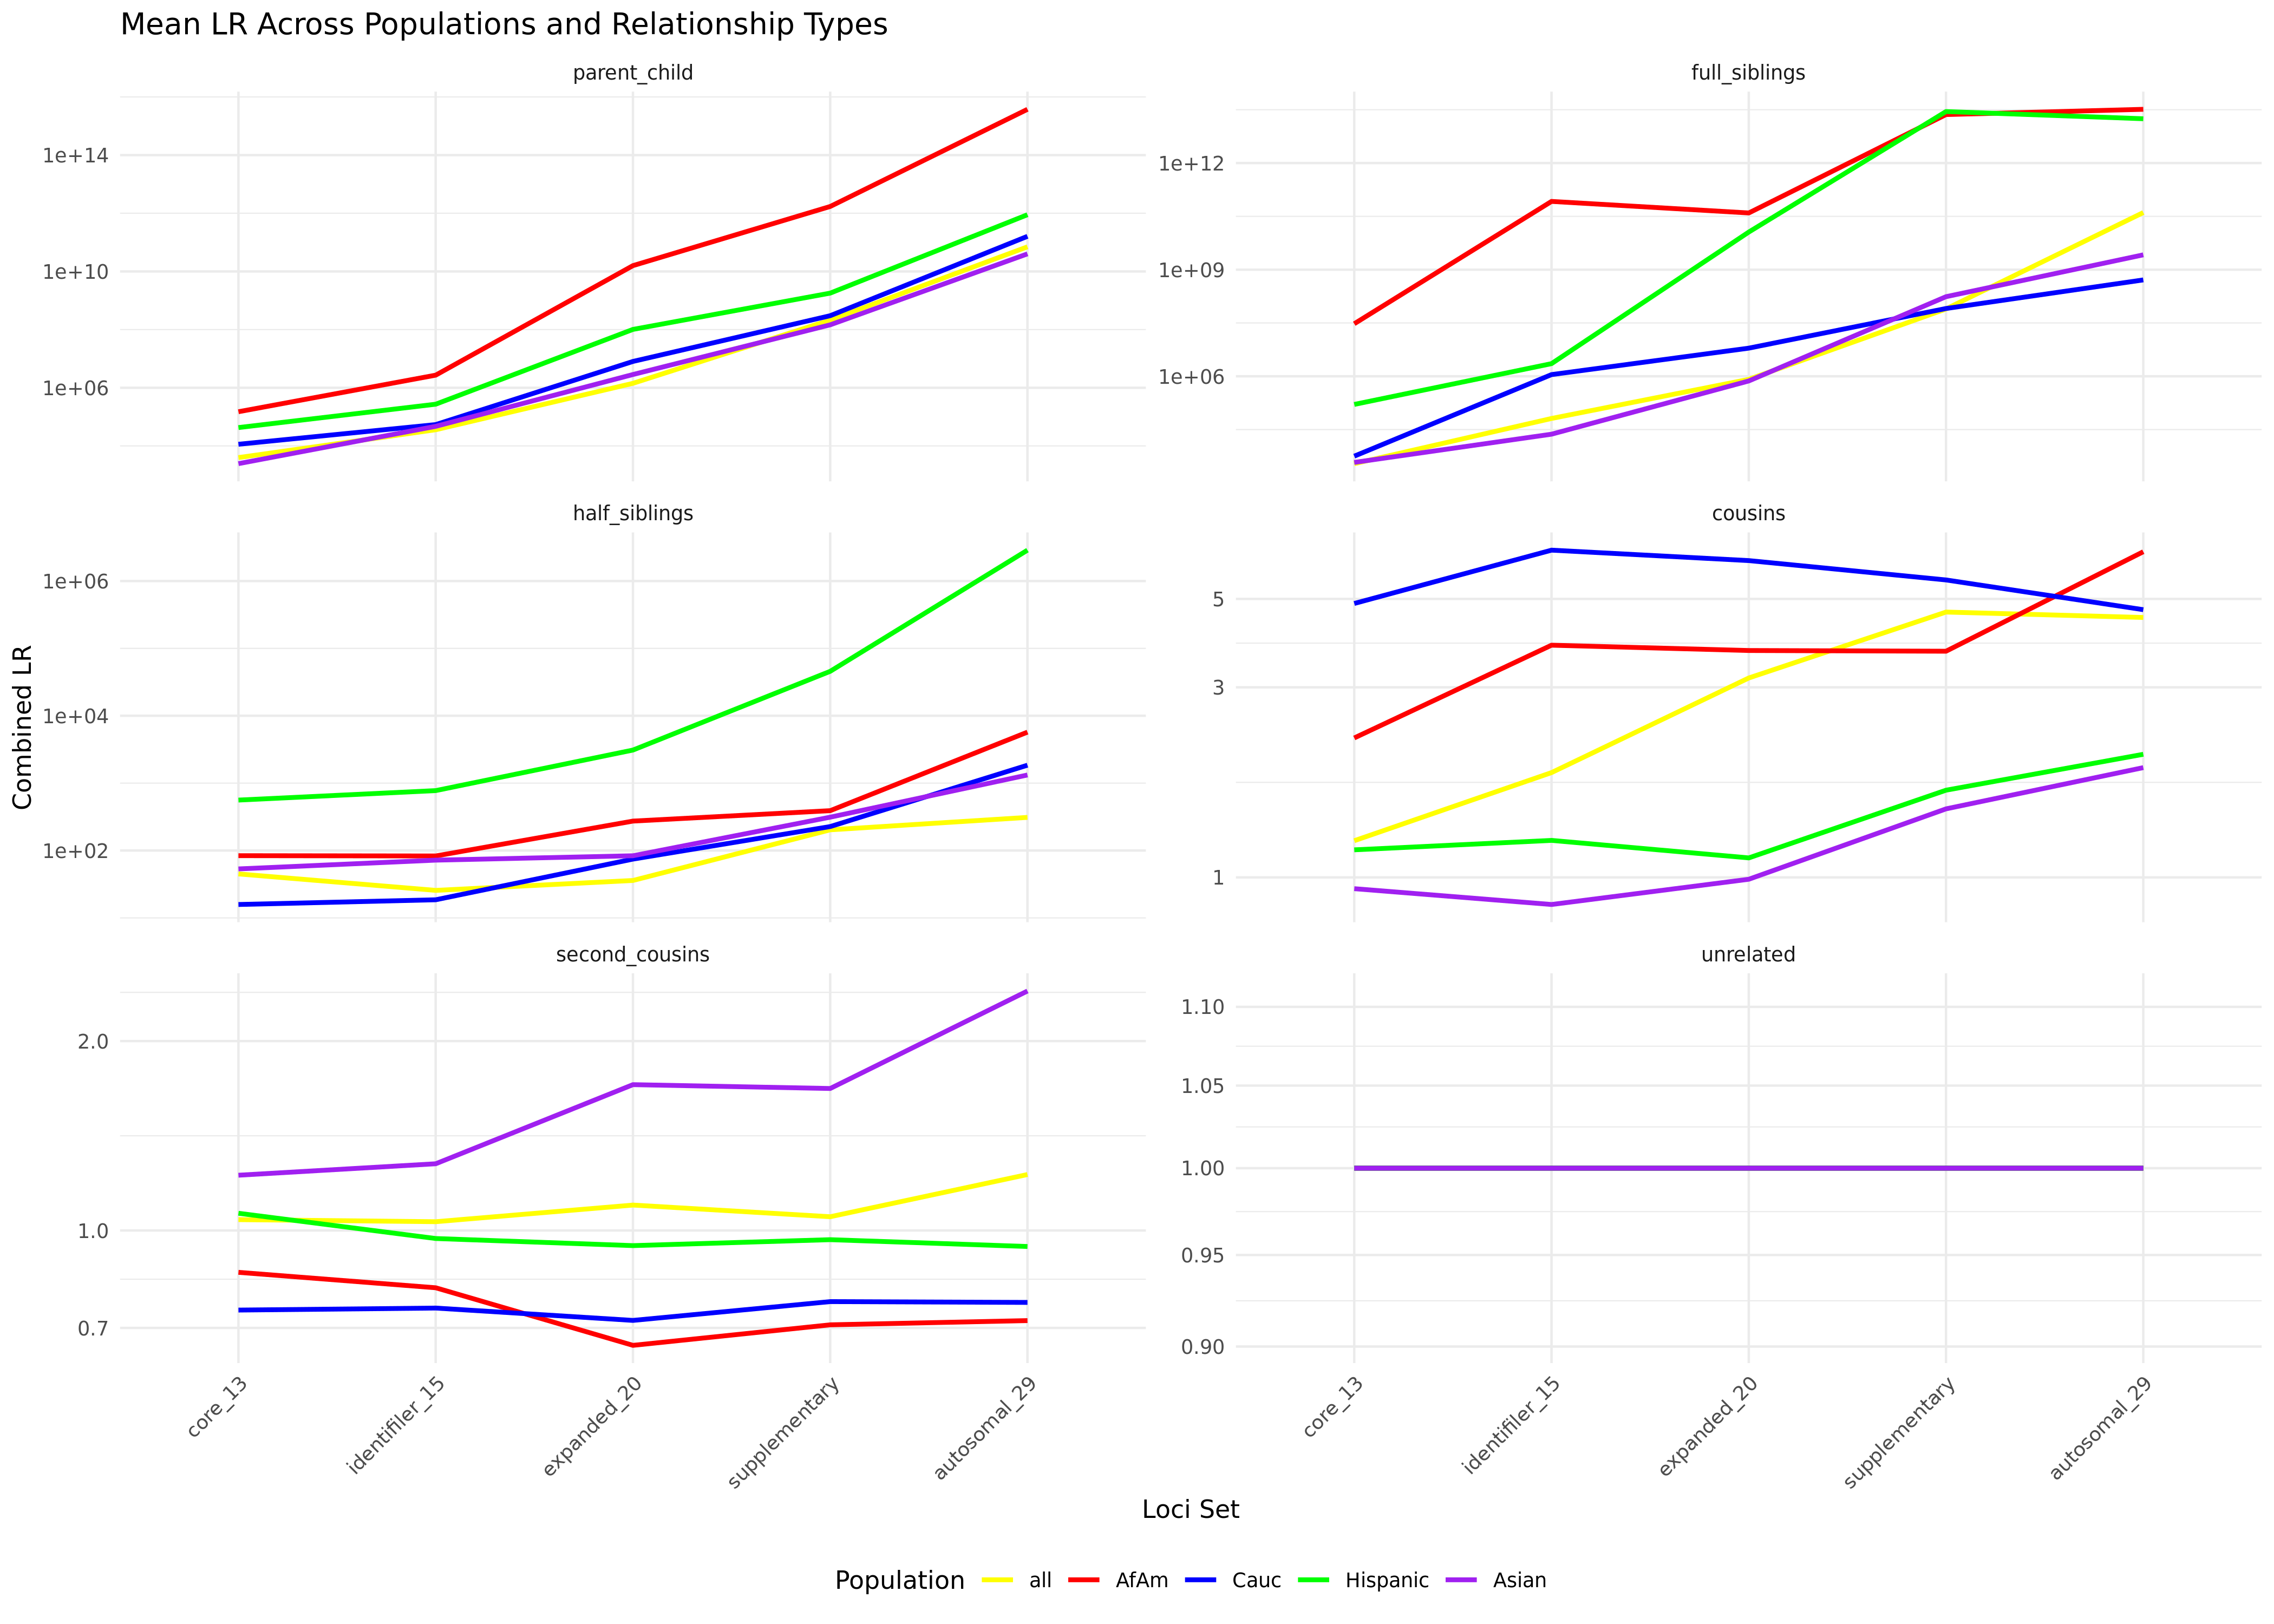 Mean LR Across Populations and Relationship Types
parent_child
full_siblings
1e+14
1e+10
1e+06
1e+12
1e+09
1e+06
half_siblings
cousins
Combined LR
1e+06
1e+04
1e+02
5
3
1
second_cousins
unrelated
2.0
1.0
0.7
1.10
1.05
1.00
0.95
0.90
core_13
identifiler_15
expanded_20
supplementary
autosomal_29
core_13
identifiler_15
expanded_20
supplementary
autosomal_29
Loci Set
Population all AfAm Cauc Hispanic Asian